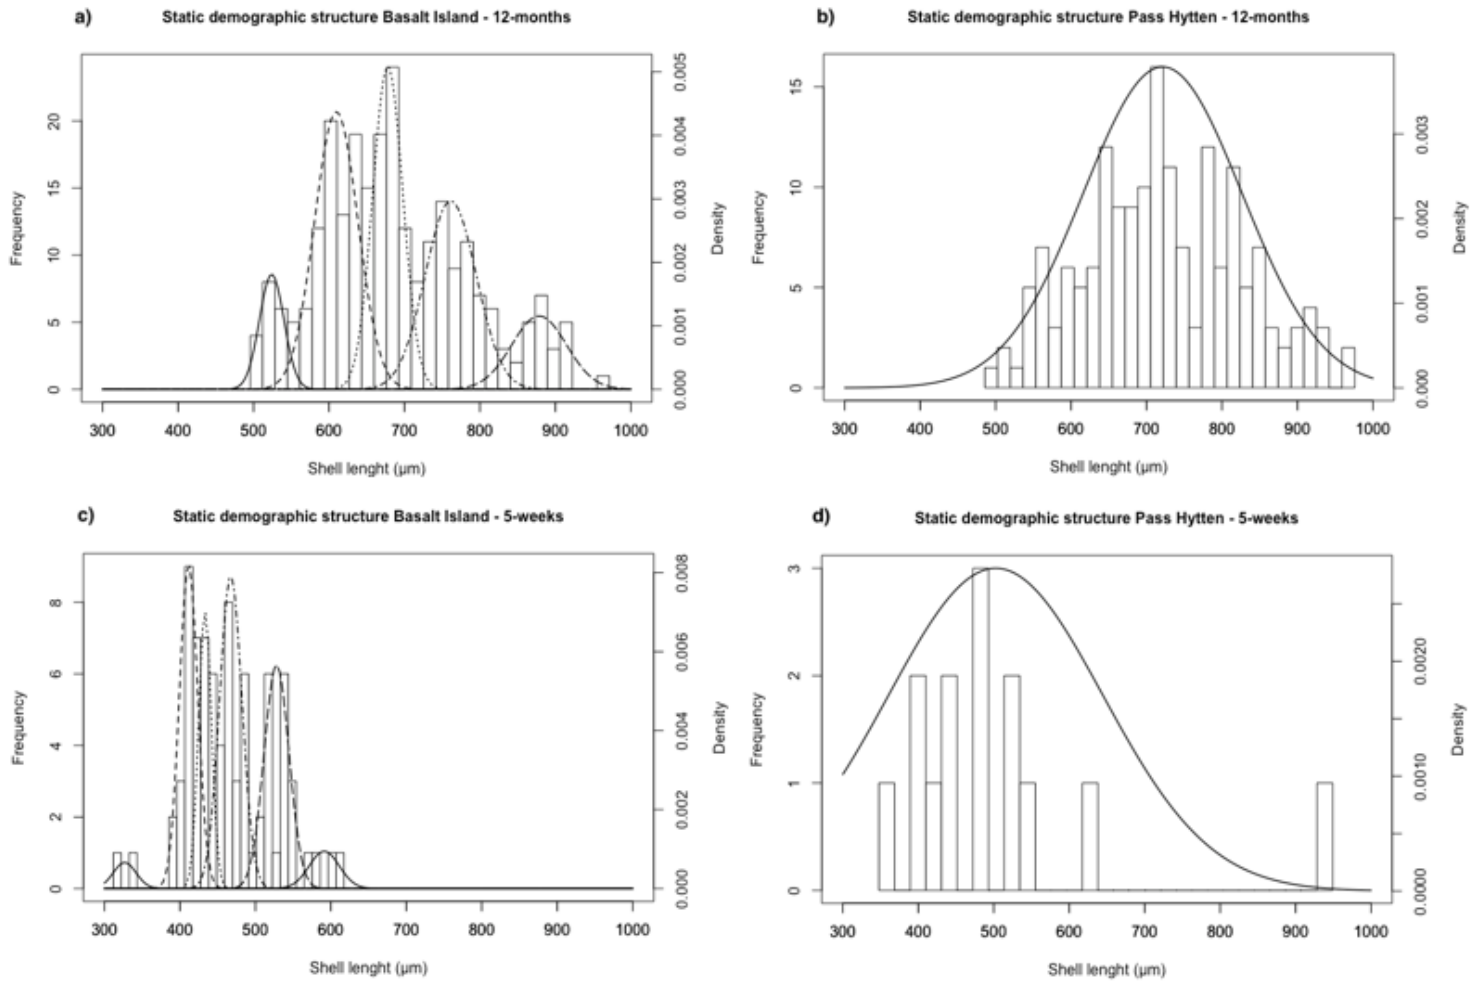 a) Static demographic structure Basalt Island - 12-months
Frequency
0 5 10 15 20
Density
0.000 0.001 0.002 0.003 0.004 0.005
300 400 500 600 700 800 900 1000
Shell lenght (µm)
b) Static demographic structure Pass Hytten - 12-months
Frequency
0 5 10 15
Density
0.000 0.001 0.002 0.003
300 400 500 600 700 800 900 1000
Shell lenght (µm)
c) Static demographic structure Basalt Island - 5-weeks
Frequency
0 2 4 6 8
Density
0.000 0.002 0.004 0.006 0.008
300 400 500 600 700 800 900 1000
Shell lenght (µm)
d) Static demographic structure Pass Hytten - 5-weeks
Frequency
0 1 2 3
Density
0.0000 0.0010 0.0020
300 400 500 600 700 800 900 1000
Shell lenght (µm)